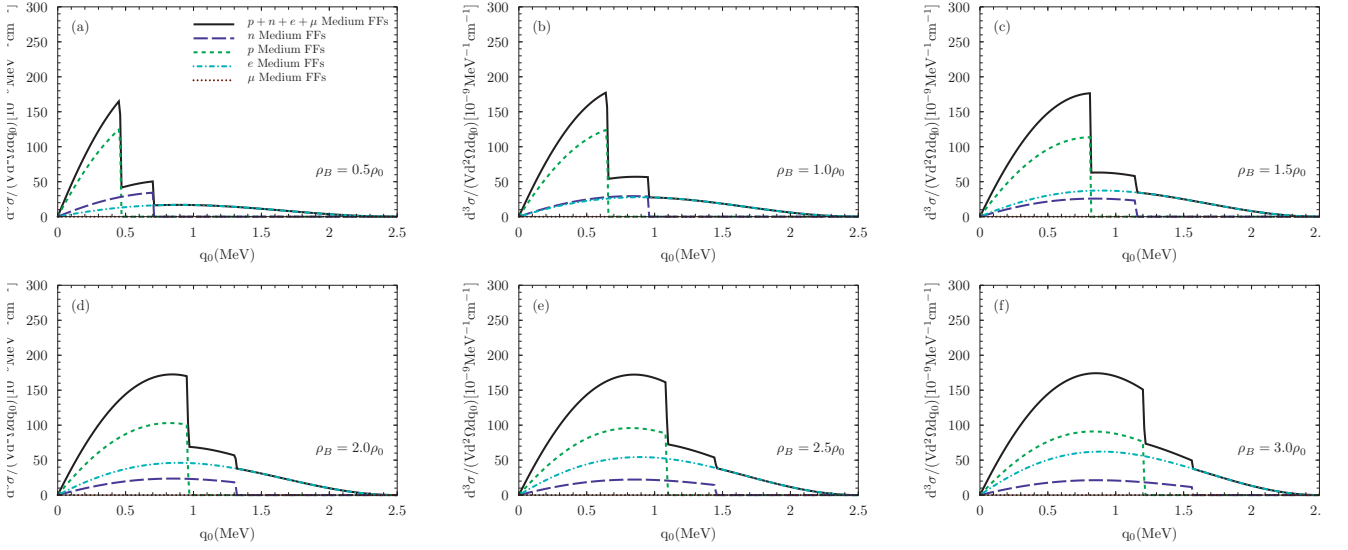 (a)
p + n + e + μ Medium FFs
n Medium FFs
p Medium FFs
e Medium FFs
μ Medium FFs
ρB = 0.5ρ0
300
250
200
150
100
50
0
0 0.5 1 1.5 2 2.5
q0(MeV)
(b)
ρB = 1.0ρ0
d³σ/(Vd²Ωdq0)[10⁻⁹MeV⁻¹cm⁻¹]
300
250
200
150
100
50
0
0 0.5 1 1.5 2 2.5
q0(MeV)
(c)
ρB = 1.5ρ0
d³σ/(Vd²Ωdq0)[10⁻⁹MeV⁻¹cm⁻¹]
300
250
200
150
100
50
0
0 0.5 1 1.5 2 2.
q0(MeV)
(d)
ρB = 2.0ρ0
300
250
200
150
100
50
0
0 0.5 1 1.5 2 2.5
q0(MeV)
(e)
ρB = 2.5ρ0
d³σ/(Vd²Ωdq0)[10⁻⁹MeV⁻¹cm⁻¹]
300
250
200
150
100
50
0
0 0.5 1 1.5 2 2.5
q0(MeV)
(f)
ρB = 3.0ρ0
d³σ/(Vd²Ωdq0)[10⁻⁹MeV⁻¹cm⁻¹]
300
250
200
150
100
50
0
0 0.5 1 1.5 2 2.
q0(MeV)